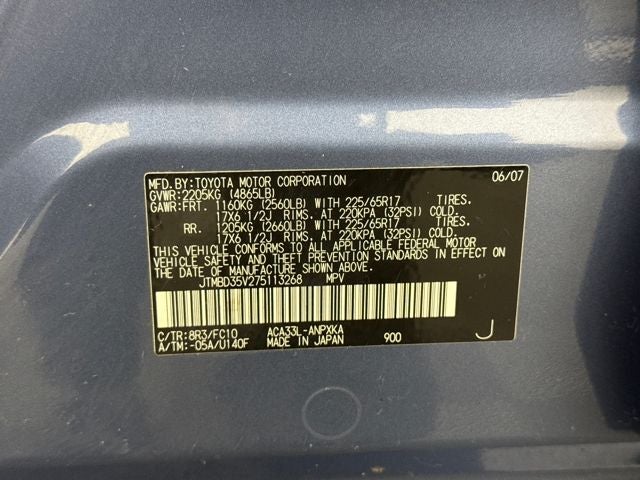 MFD.BY:TOYOTA MOTOR CORPORATION 06/07
GVWR:2205KG (4865LB)
GAWR:FRT. 1160KG (2560LB) WITH 225/65R17 TIRES.
17X6 1/2J RIMS. AT 220KPA (32PSI) COLD.
RR. 1205KG (2660LB) WITH 225/65R17 TIRES.
17X6 1/2J RIMS. AT 220KPA (32PSI) COLD.
THIS VEHICLE CONFORMS TO ALL APPLICABLE FEDERAL MOTOR
VEHICLE SAFETY AND THEFT PREVENTION STANDARDS IN EFFECT
ON THE DATE OF MANUFACTURE SHOWN ABOVE.
JTMBD35V275113268 MPV
C/TR:8R3/FC10 ACA33L-ANPXKA
A/TM:-05A/U140F MADE IN JAPAN 900 J